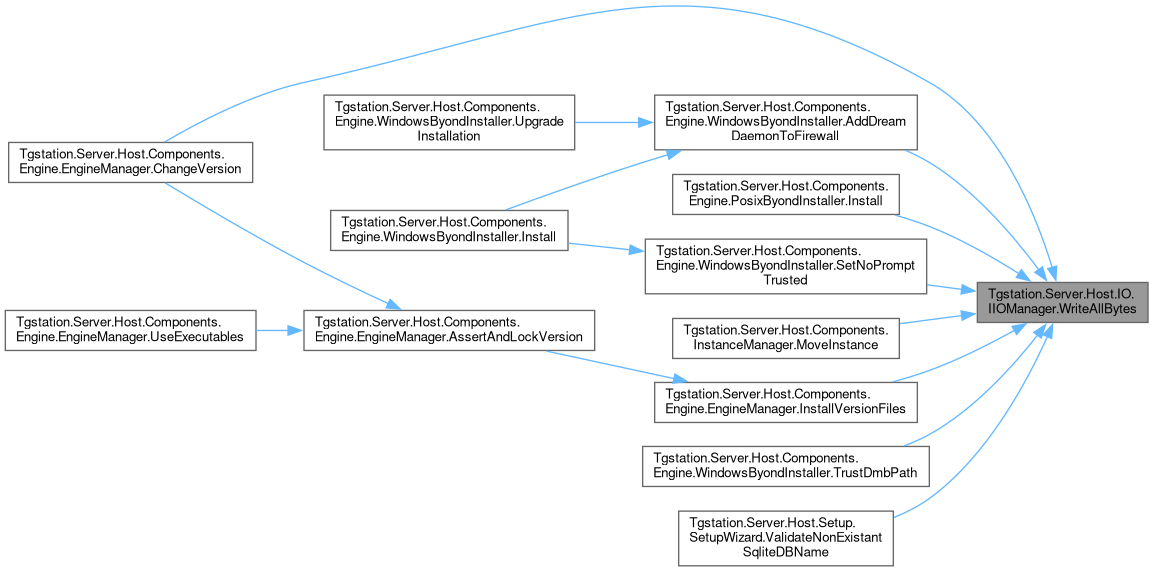 Tgstation.Server.Host.Components.
Engine.WindowsByondInstaller.Upgrade
Installation
Tgstation.Server.Host.Components.
Engine.WindowsByondInstaller.AddDream
DaemonToFirewall
Tgstation.Server.Host.Components.
Engine.EngineManager.ChangeVersion
Tgstation.Server.Host.Components.
Engine.PosixByondInstaller.Install
Tgstation.Server.Host.Components.
Engine.WindowsByondInstaller.Install
Tgstation.Server.Host.Components.
Engine.WindowsByondInstaller.SetNoPrompt
Trusted
Tgstation.Server.Host.IO.
IIOManager.WriteAllBytes
Tgstation.Server.Host.Components.
Engine.EngineManager.UseExecutables
Tgstation.Server.Host.Components.
Engine.EngineManager.AssertAndLockVersion
Tgstation.Server.Host.Components.
InstanceManager.MoveInstance
Tgstation.Server.Host.Components.
Engine.EngineManager.InstallVersionFiles
Tgstation.Server.Host.Components.
Engine.WindowsByondInstaller.TrustDmbPath
Tgstation.Server.Host.Setup.
SetupWizard.ValidateNonExistant
SqliteDBName